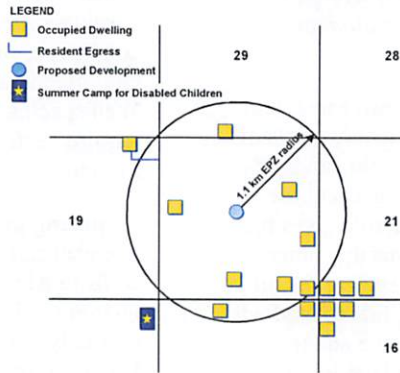 LEGEND
Occupied Dwelling
Resident Egress
Proposed Development
Summer Camp for Disabled Children
29
28
1.1 km EPZ radios
19
21
16